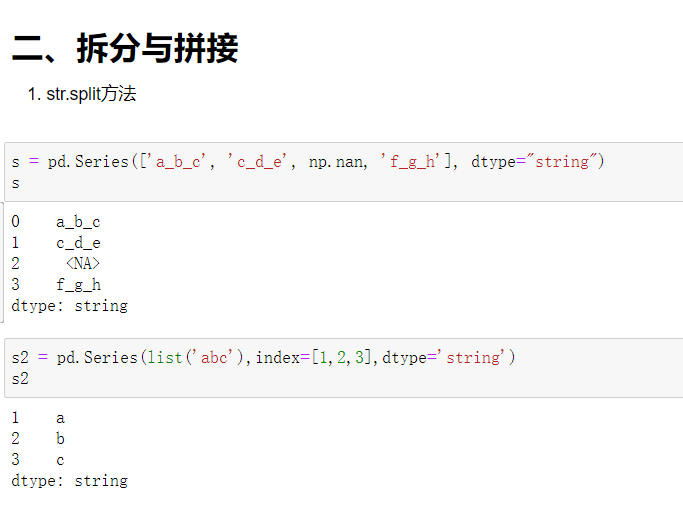 二、拆分与拼接
1. str.split方法
s = pd.Series(['a_b_c', 'c_d_e', np.nan, 'f_g_h'], dtype="string")
s
0    a_b_c
1    c_d_e
2     <NA>
3    f_g_h
dtype: string
s2 = pd.Series(list('abc'),index=[1,2,3],dtype='string')
s2
1    a
2    b
3    c
dtype: string